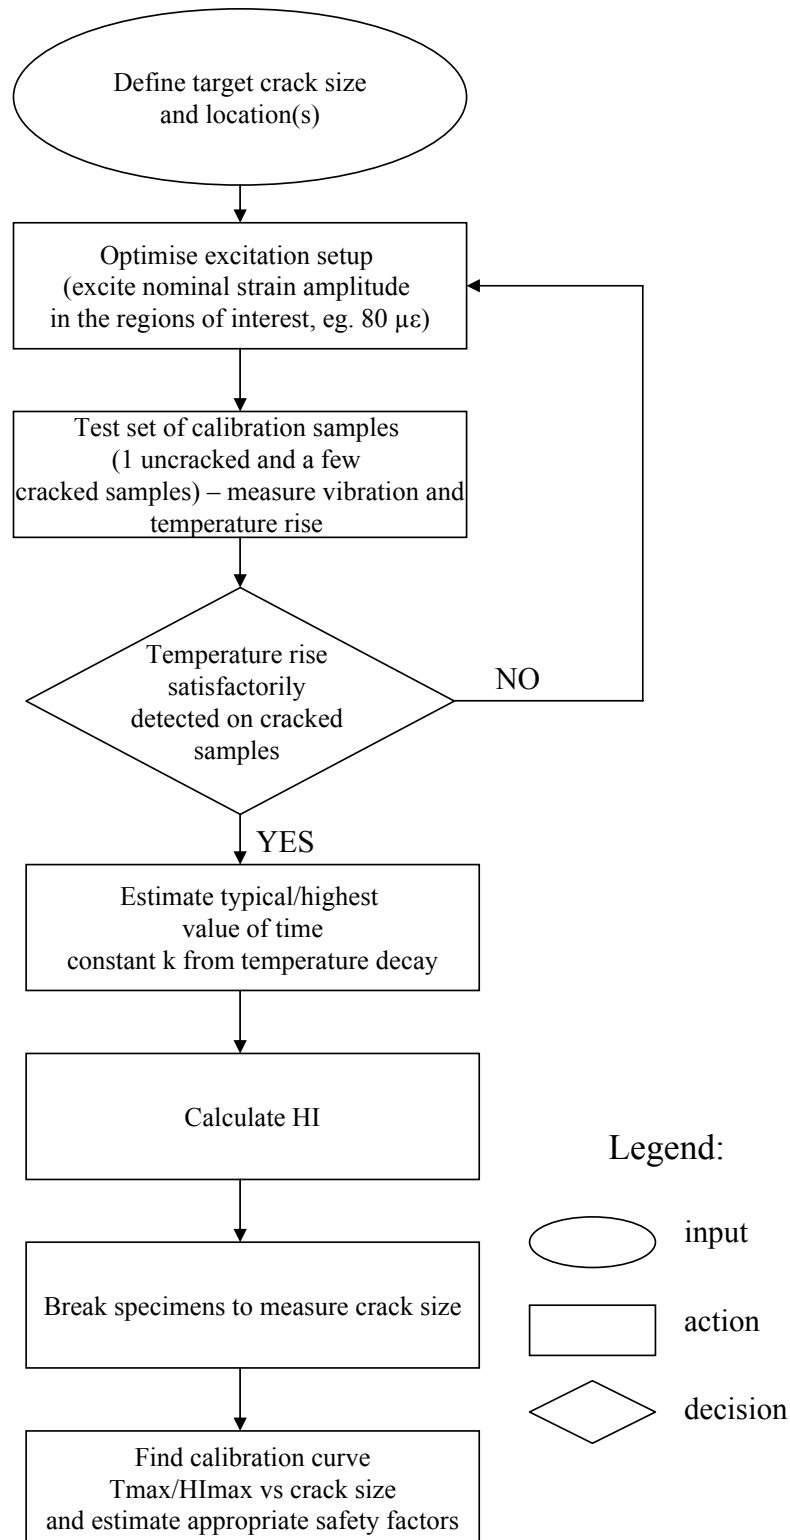 Define target crack size
and location(s)
Optimise excitation setup
(excite nominal strain amplitude
in the regions of interest, eg. 80 µε)
Test set of calibration samples
(1 uncracked and a few
cracked samples) – measure vibration and
temperature rise
Temperature rise
satisfactorily
detected on cracked
samples
NO
YES
Estimate typical/highest
value of time
constant k from temperature decay
Calculate HI
Break specimens to measure crack size
Find calibration curve
Tmax/HImax vs crack size
and estimate appropriate safety factors
Legend:
input
action
decision